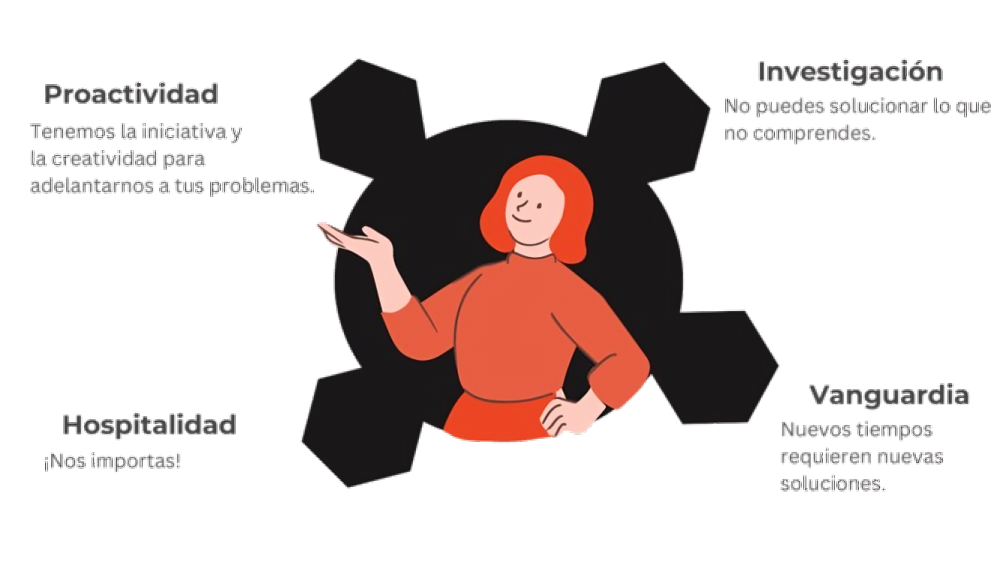 Proactividad
Tenemos la iniciativa y
la creatividad para
adelantarnos a tus problemas.
Investigación
No puedes solucionar lo que
no comprendes.
Hospitalidad
¡Nos importas!
Vanguardia
Nuevos tiempos
requieren nuevas
soluciones.